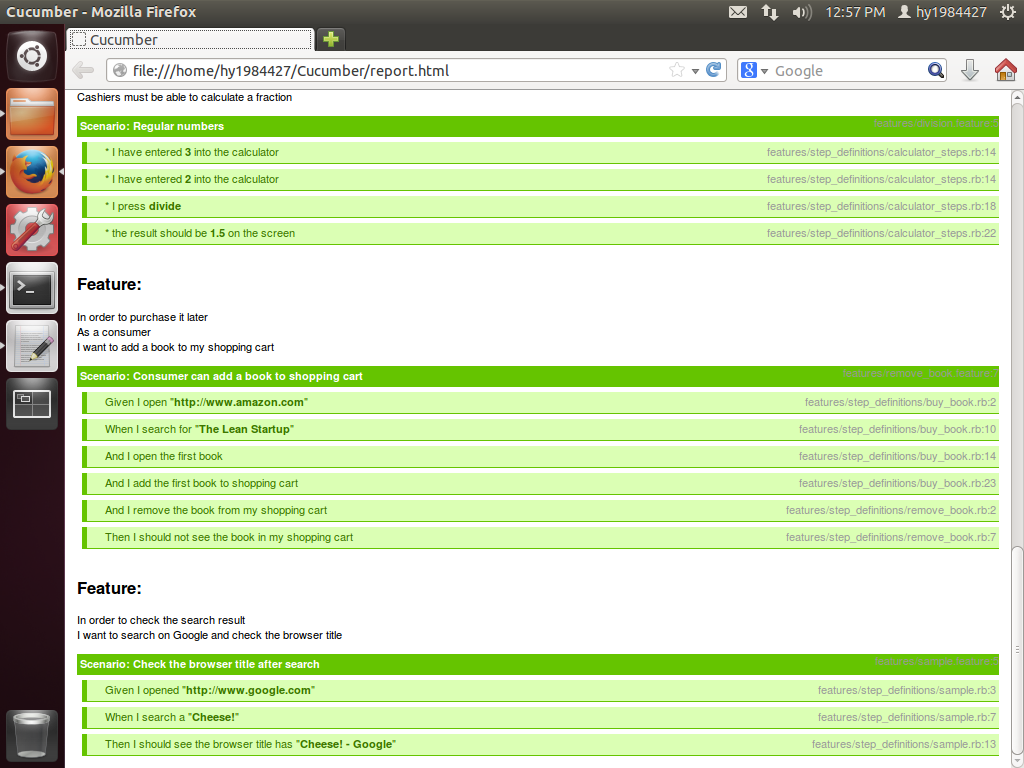 Cucumber - Mozilla Firefox
12:57 PM hy1984427
Cucumber
file:///home/hy1984427/Cucumber/report.html
Google
Cashiers must be able to calculate a fraction
Scenario: Regular numbers
* I have entered 3 into the calculator features/step_definitions/calculator_steps.rb:14
* I have entered 2 into the calculator features/step_definitions/calculator_steps.rb:14
* I press divide features/step_definitions/calculator_steps.rb:18
* the result should be 1.5 on the screen features/step_definitions/calculator_steps.rb:22
Feature:
In order to purchase it later
As a consumer
I want to add a book to my shopping cart
Scenario: Consumer can add a book to shopping cart
Given I open "http://www.amazon.com" features/step_definitions/buy_book.rb:2
When I search for "The Lean Startup" features/step_definitions/buy_book.rb:10
And I open the first book features/step_definitions/buy_book.rb:14
And I add the first book to shopping cart features/step_definitions/buy_book.rb:23
And I remove the book from my shopping cart features/step_definitions/remove_book.rb:2
Then I should not see the book in my shopping cart features/step_definitions/remove_book.rb:7
Feature:
In order to check the search result
I want to search on Google and check the browser title
Scenario: Check the browser title after search
Given I opened "http://www.google.com" features/step_definitions/sample.rb:3
When I search a "Cheese!" features/step_definitions/sample.rb:7
Then I should see the browser title has "Cheese! - Google" features/step_definitions/sample.rb:13